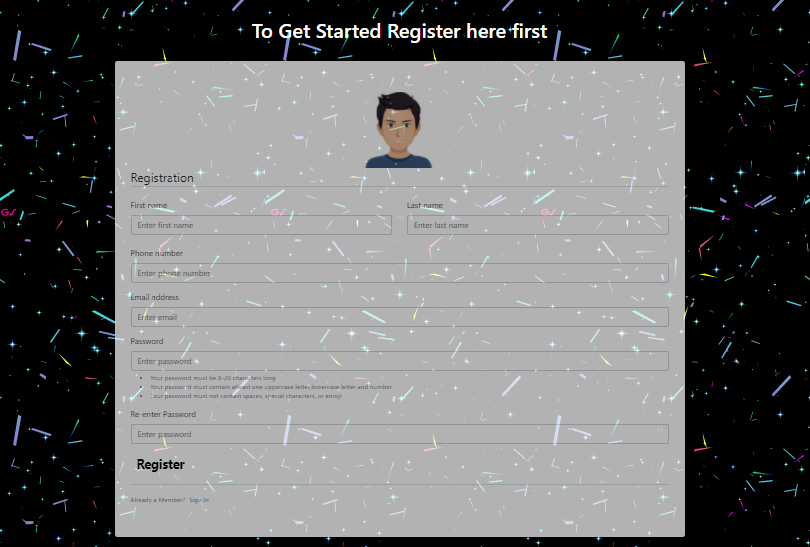 To Get Started Register here first
Registration
First name Last name
Enter first name Enter last name
Phone number
Enter phone number
Email address
Enter email
Password
Enter password
Your password must be 8-20 characters long
Your password must contain atleast one uppercase letter,lowercase letter and number
Your password must not contain spaces, special characters, or emoji
Re-enter Password
Enter password
Register
Already a Member? Sign In